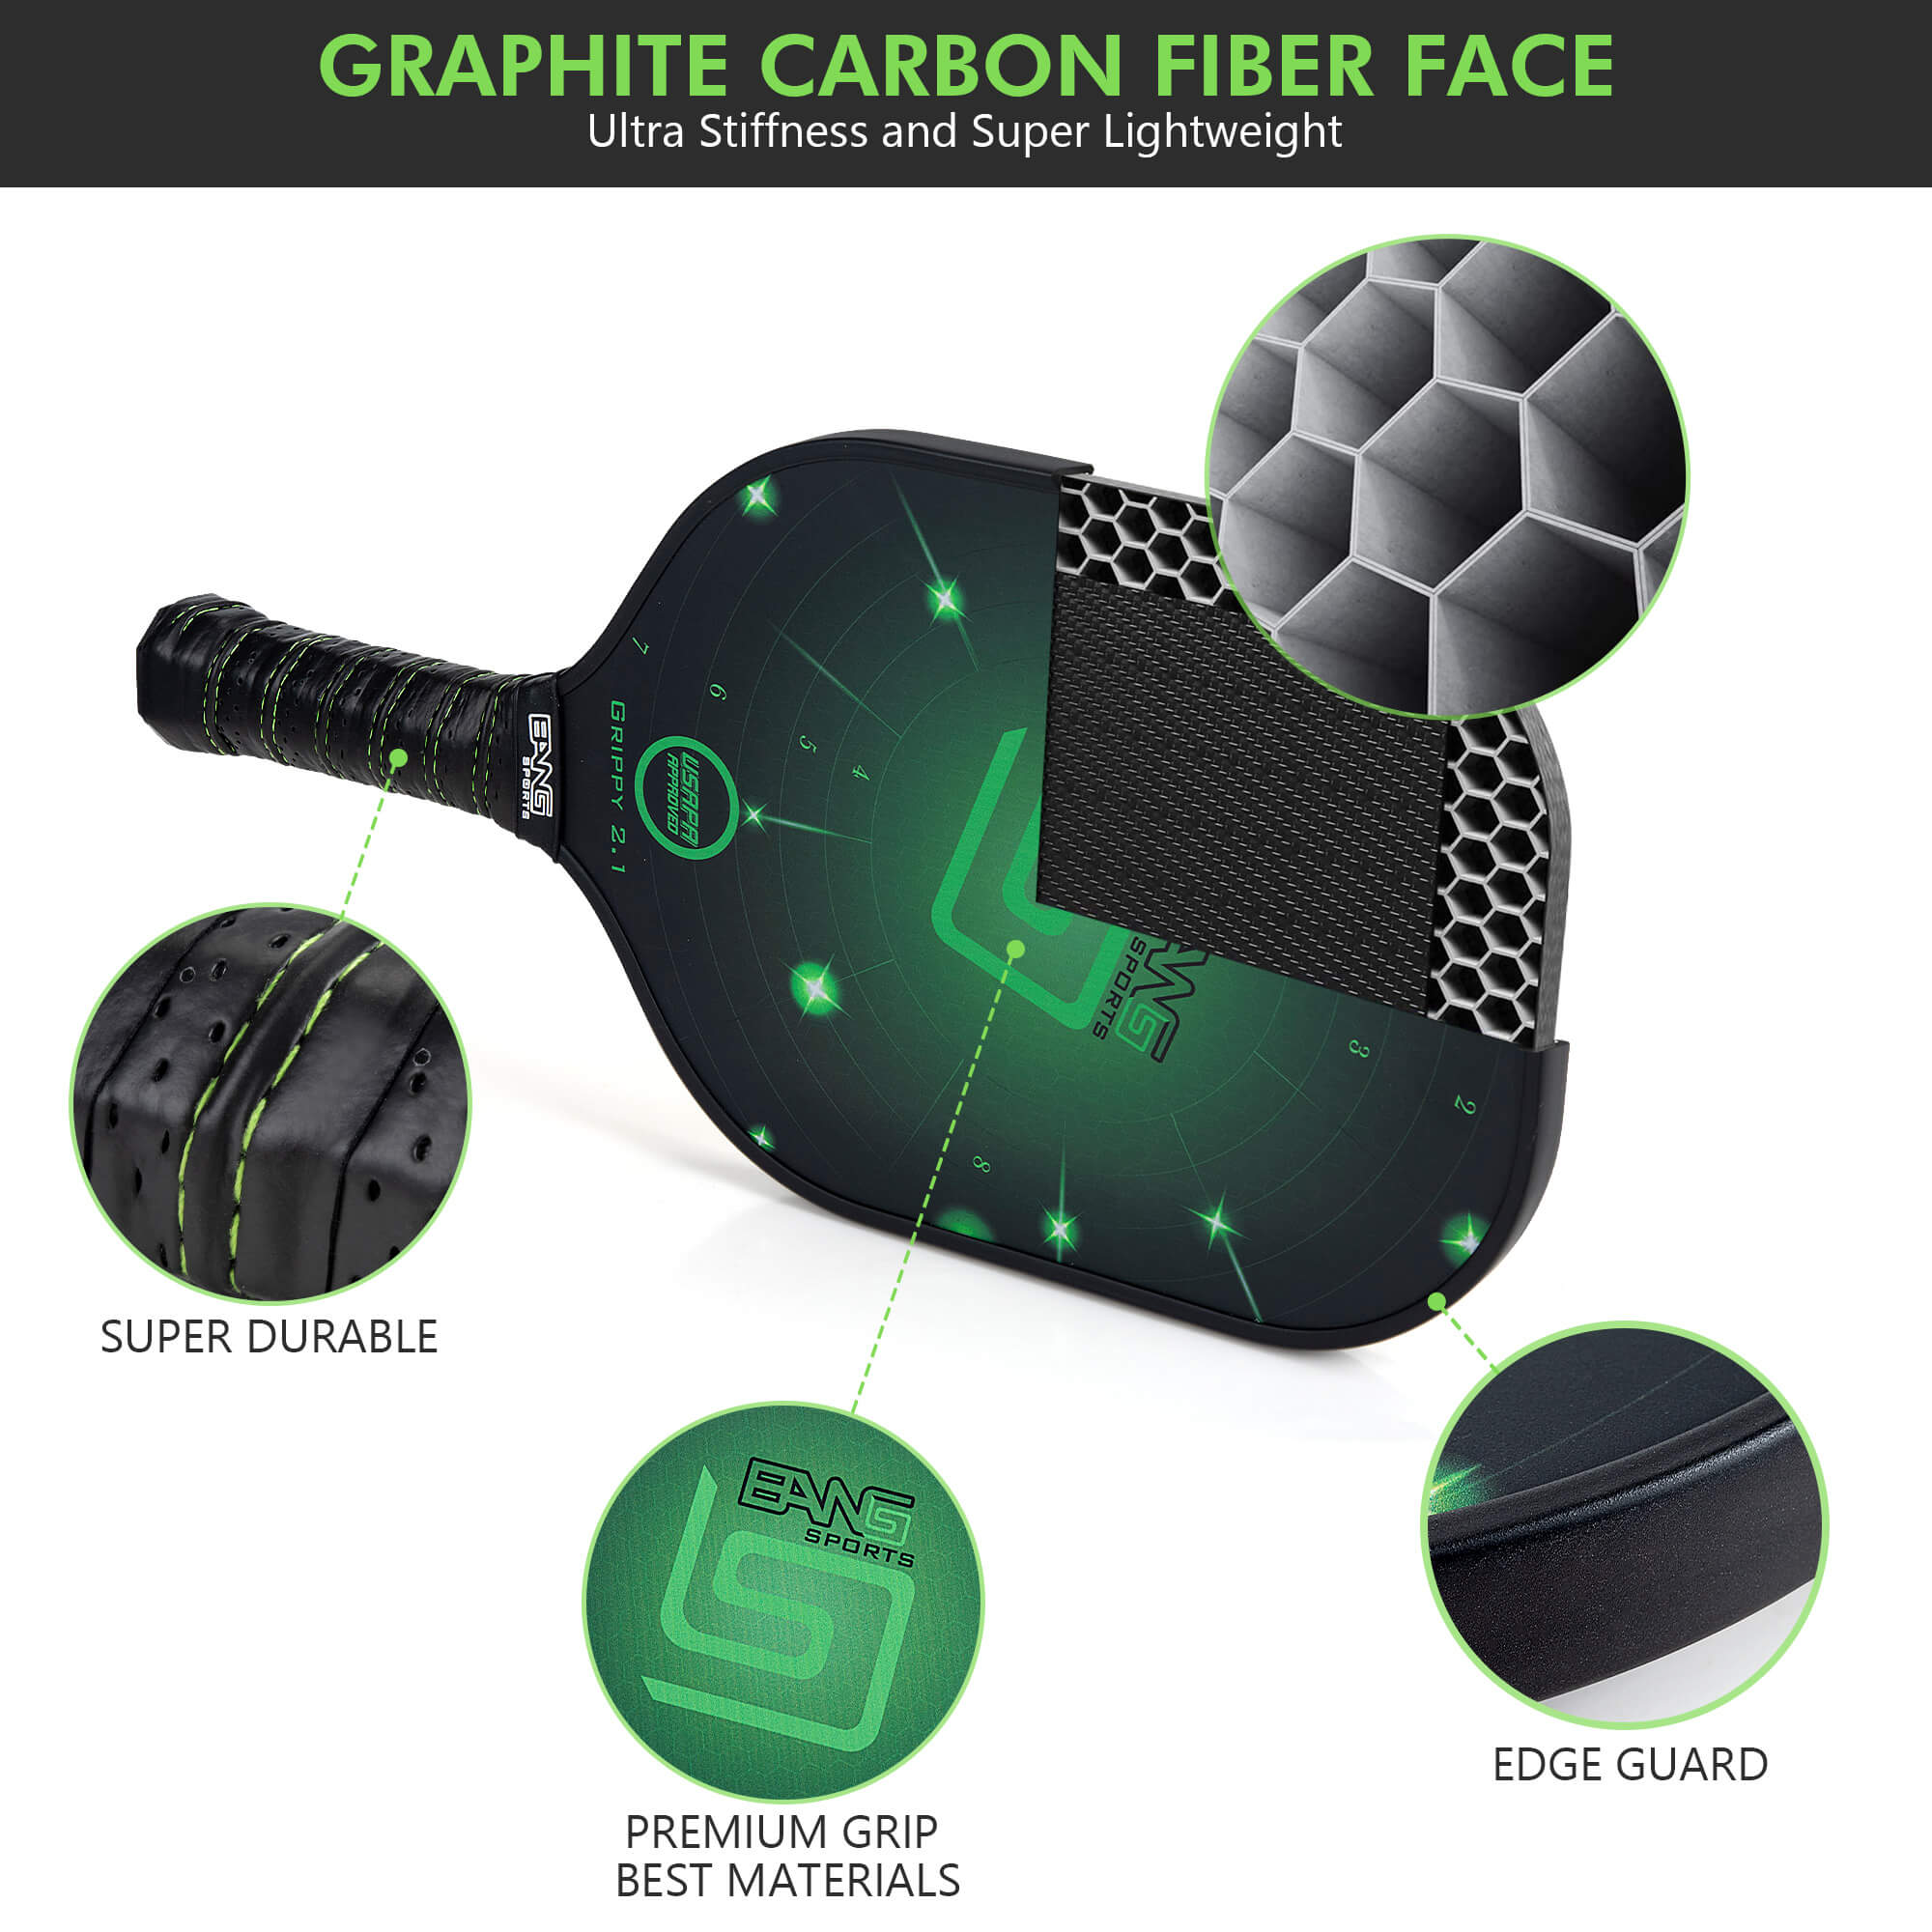 GRAPHITE CARBON FIBER FACE
Ultra Stiffness and Super Lightweight
BANG
SPORTS
7
GRIPPY 2.1
6
USAPA
APPROVED
5
4
BANG
SPORTS
3
2
8
SUPER DURABLE
BANG
SPORTS
PREMIUM GRIP
BEST MATERIALS
EDGE GUARD